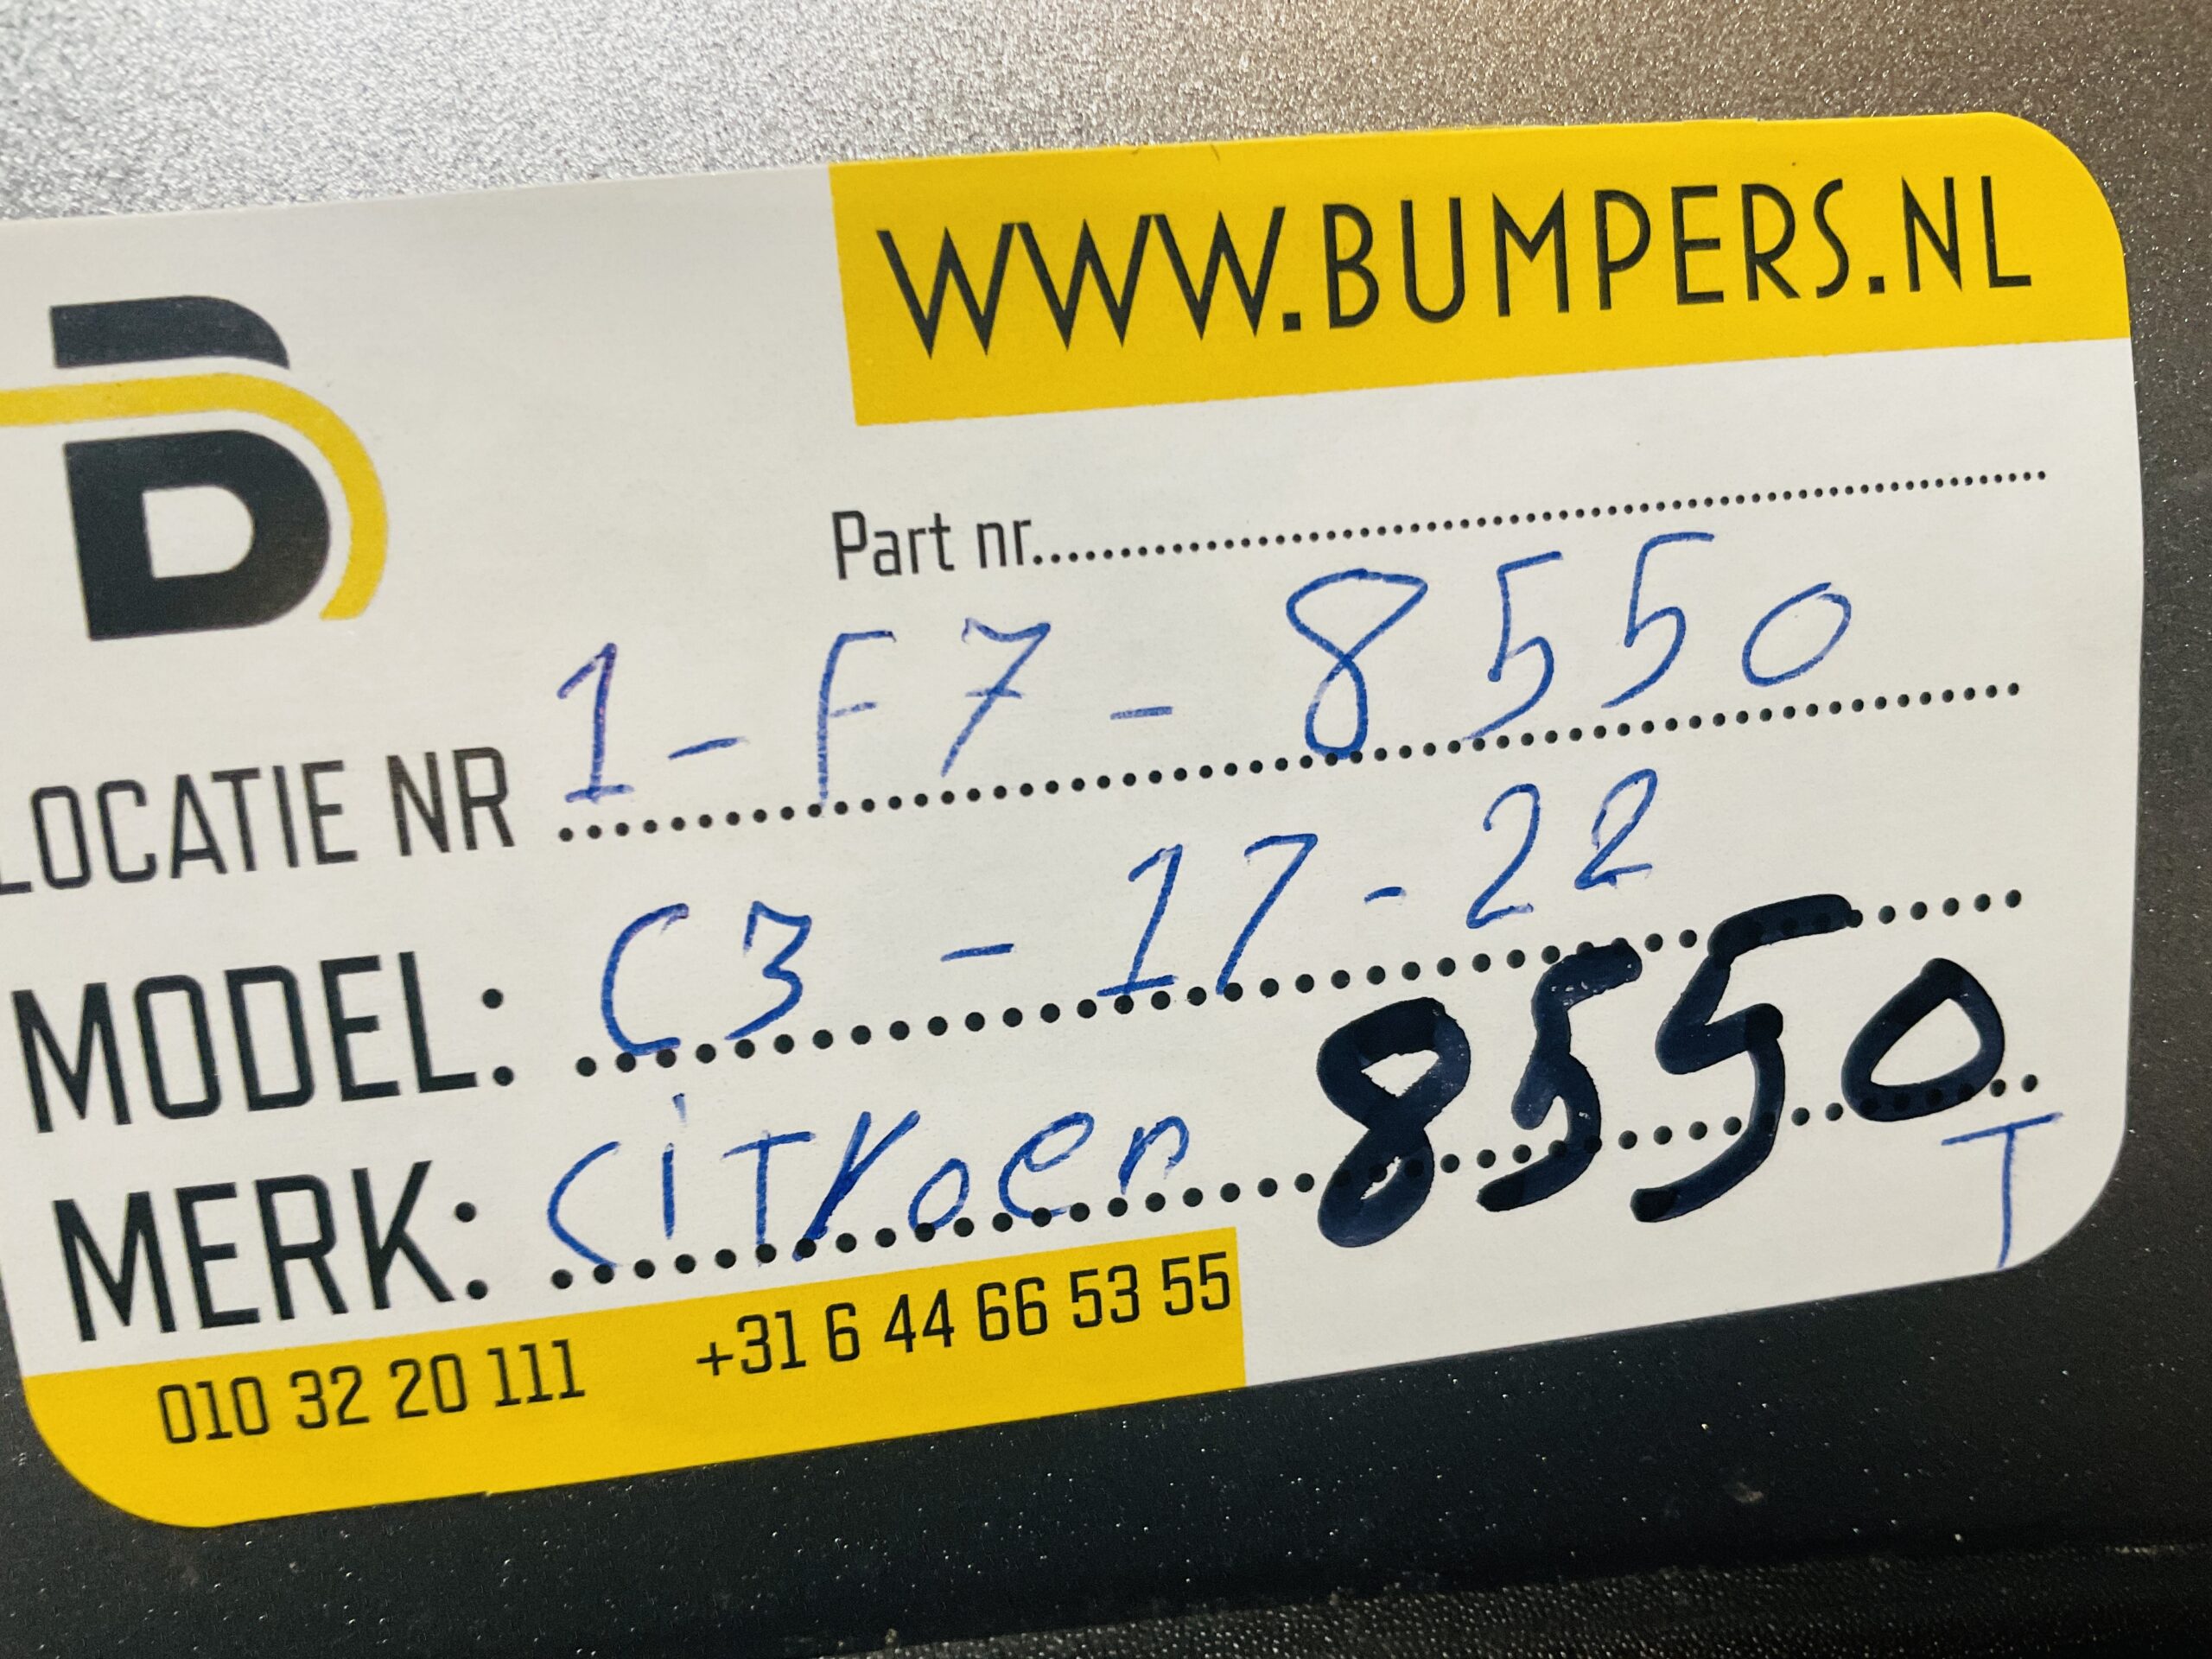 WWW.BUMPERS.NL
B
Part nr.............
LOCATIE NR 1-F7-8550
MODEL: C3-17-22
MERK: CiTroen 8550
T
010 32 20 111 +31 6 44 66 53 55